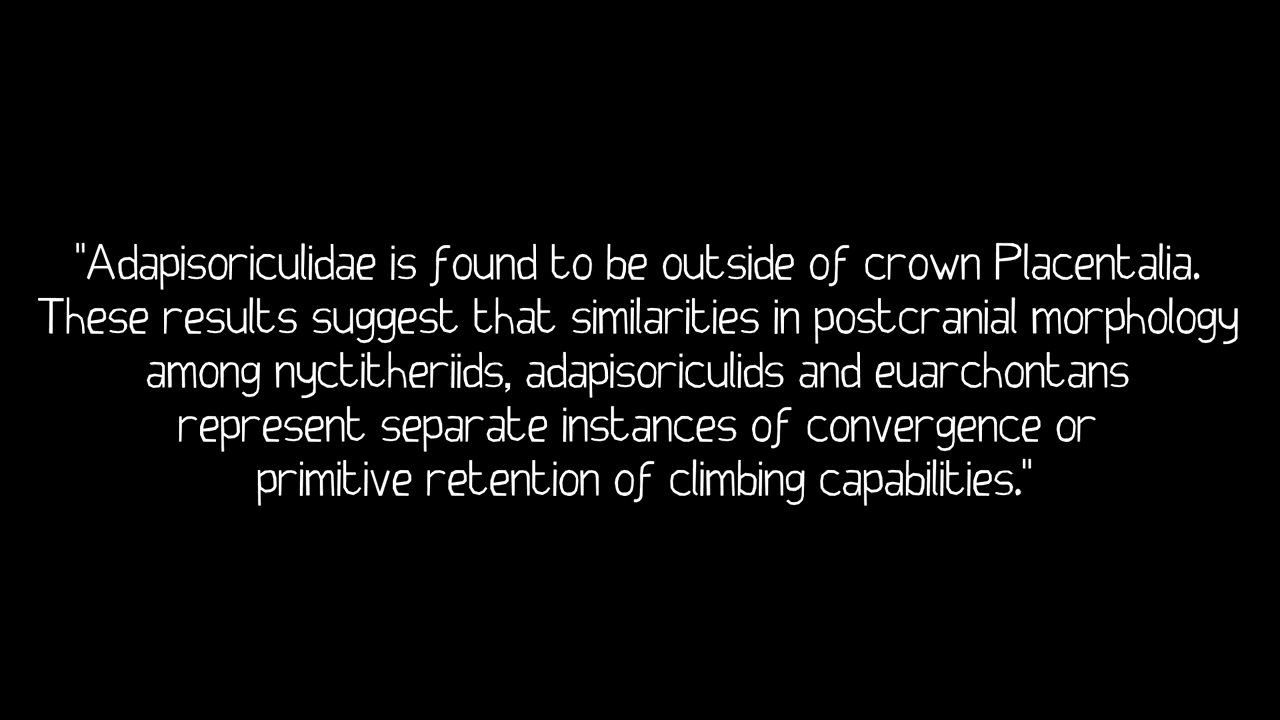 "Adapisoriculidae is found to be outside of crown Placentalia.
These results suggest that similarities in postcranial morphology
among nyctitheriids, adapisoriculids and euarchontans
represent separate instances of convergence or
primitive retention of climbing capabilities."